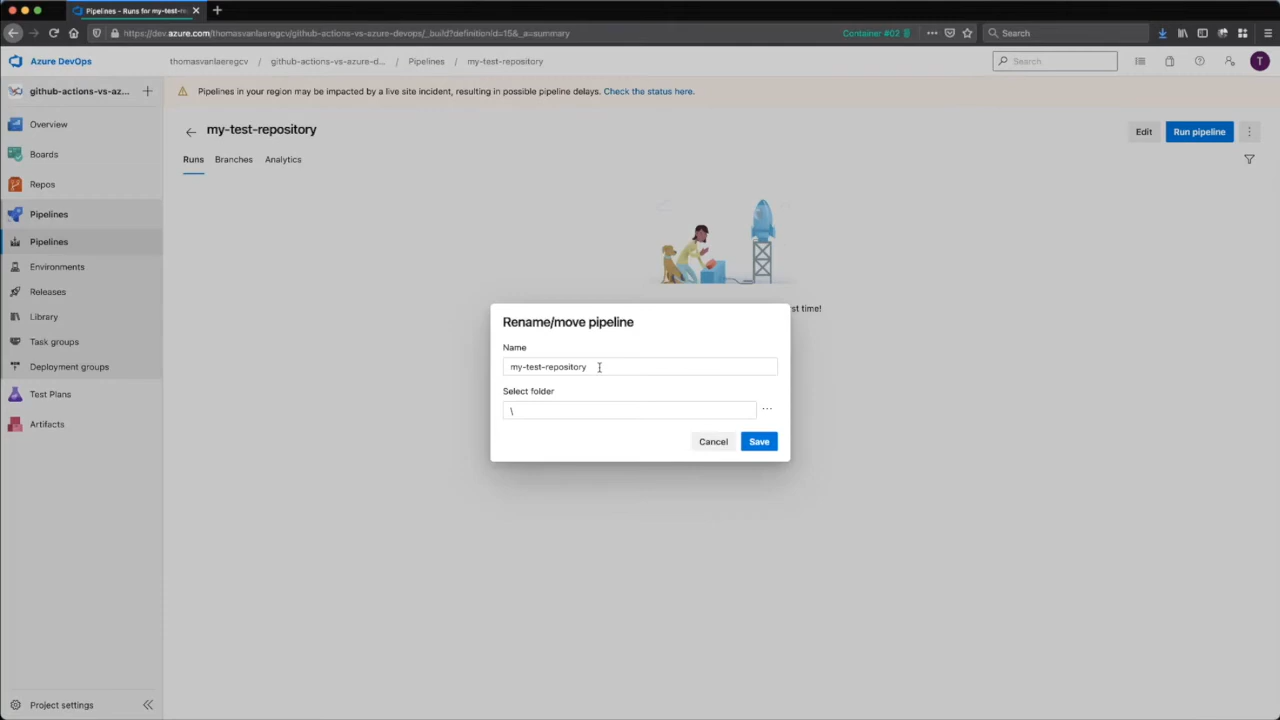 Pipelines - Runs for my-test-re
https://dev.azure.com/thomasvanlaeregcv/github-actions-vs-azure-devops/_build?definitionId=15&_a=summary
Container #02
Search
Azure DevOps
thomasvanlaeregcv / github-actions-vs-azure-d... / Pipelines / my-test-repository
Search
T
github-actions-vs-az...
Pipelines in your region may be impacted by a live site incident, resulting in possible pipeline delays. Check the status here.
Overview
my-test-repository
Edit
Run pipeline
Boards
Runs
Branches
Analytics
Repos
Pipelines
Pipelines
Environments
Releases
Library
Task groups
Deployment groups
Test Plans
Artifacts
rst time!
Rename/move pipeline
Name
my-test-repository
Select folder
\
...
Cancel
Save
Project settings